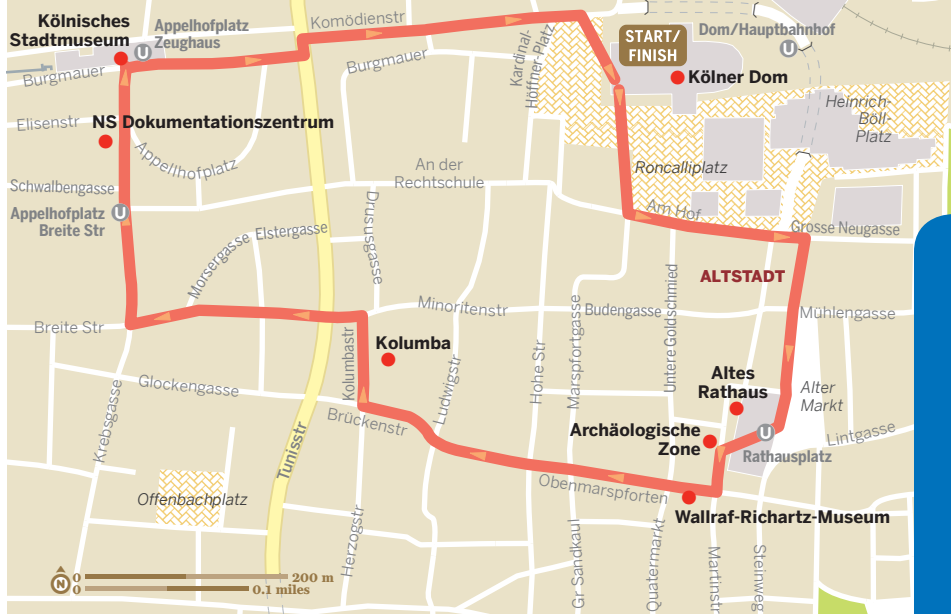 Kölnisches
Stadtmuseum
Appelhofplatz
Zeughaus
U
Komödienstr
Burgmauer
Burgmauer
Kardinal-
Höffner-Platz
START/
FINISH
Dom/Hauptbahnhof
U
Kölner Dom
Heinrich-
Böll-
Platz
Elisenstr
NS Dokumentationszentrum
Appellhofplatz
An der
Rechtschule
Roncalliplatz
Schwalbengasse
Appelhofplatz
Breite Str
U
Drususgasse
Am Hof
Grosse Neugasse
Morsergasse
Elstergasse
ALTSTADT
Breite Str
Minoritenstr
Budengasse
Mühlengasse
Kolumbastr
Kolumba
Ludwigstr
Hohe Str
Marspfortgasse
Untere Goldschmied
Altes
Rathaus
Alter
Markt
Glockengasse
Brückenstr
Krebsgasse
Tunisstr
Archäologische
Zone
U
Rathausplatz
Lintgasse
Offenbachplatz
Obenmarspforten
Wallraf-Richartz-Museum
Herzogstr
Gr Sandkaul
Quatermarkt
Martinstr
Steinweg
N
0 200 m
0 0.1 miles